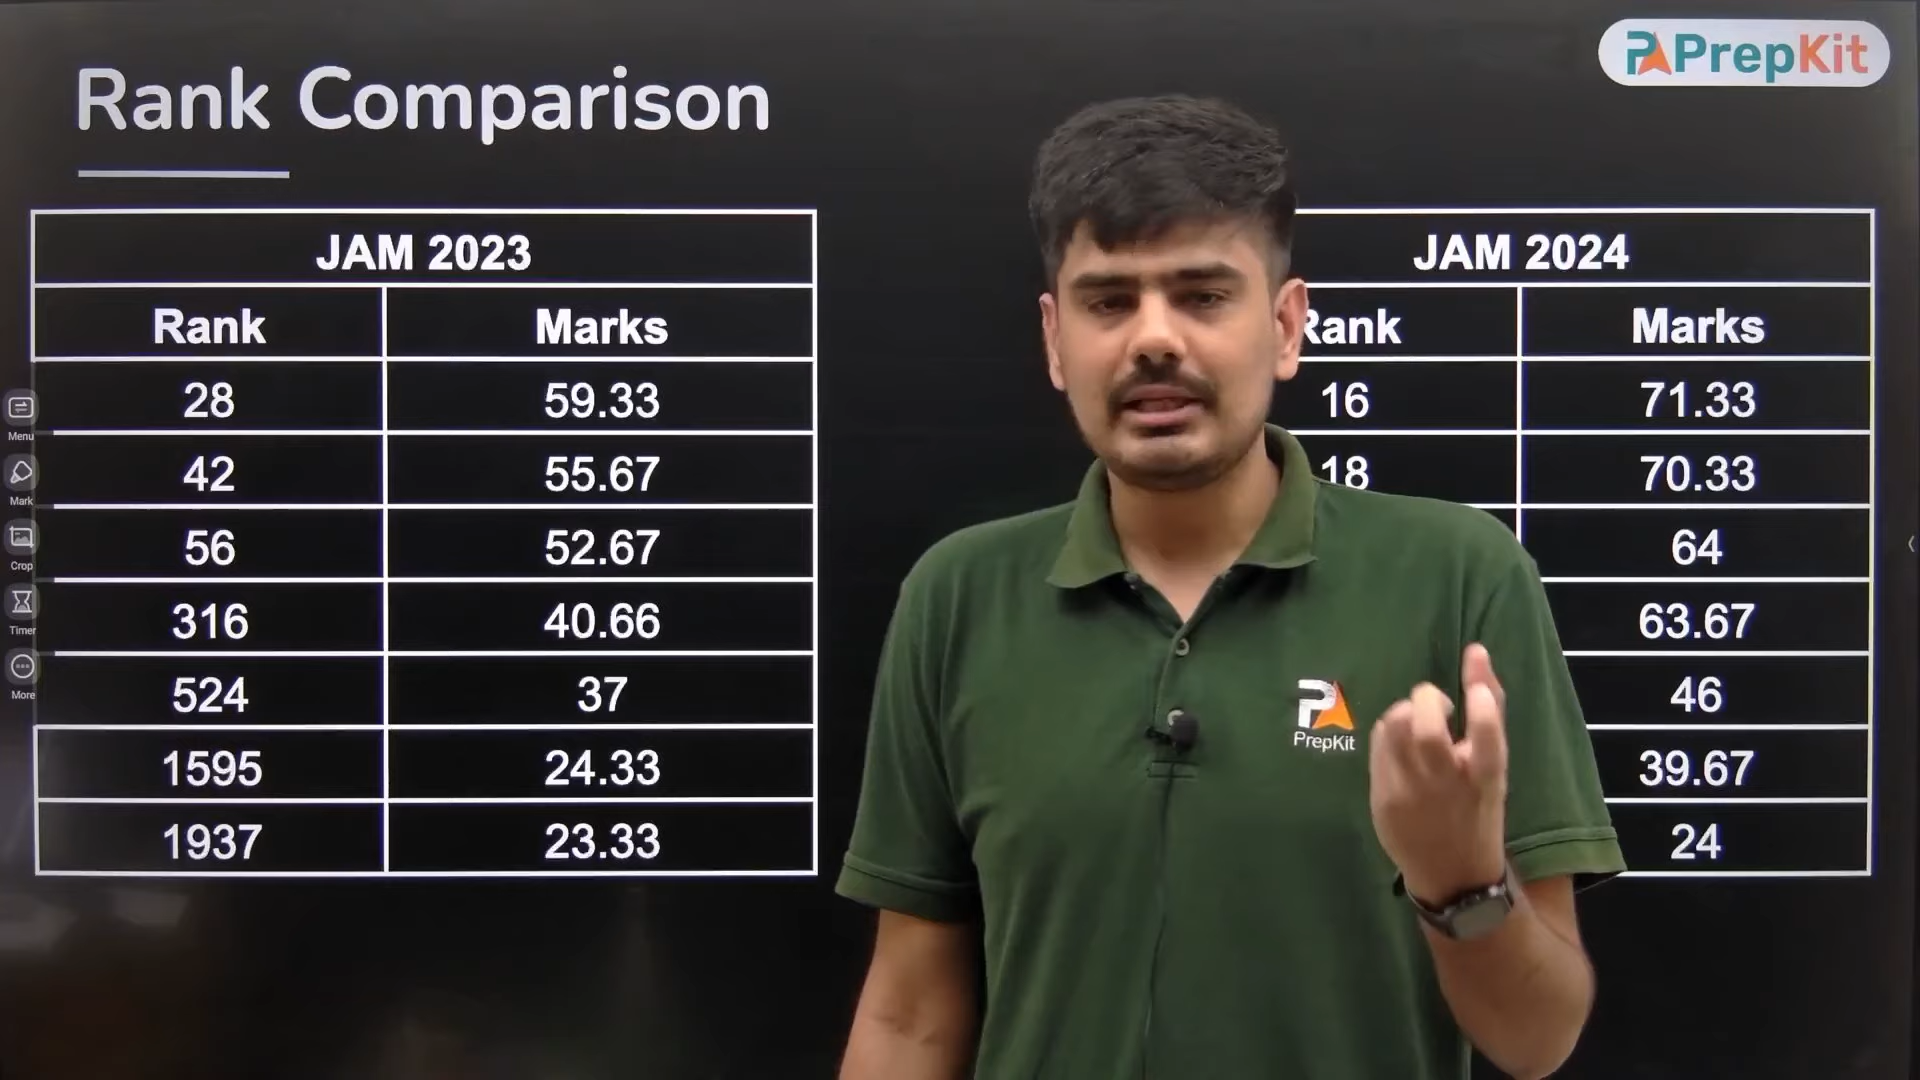 PrepKit
Rank Comparison
JAM 2023
Rank Marks
28 59.33
42 55.67
56 52.67
316 40.66
524 37
1595 24.33
1937 23.33
JAM 2024
Rank Marks
16 71.33
18 70.33
64
63.67
46
39.67
24
Menu
Mark
Crop
Timer
More
PrepKit